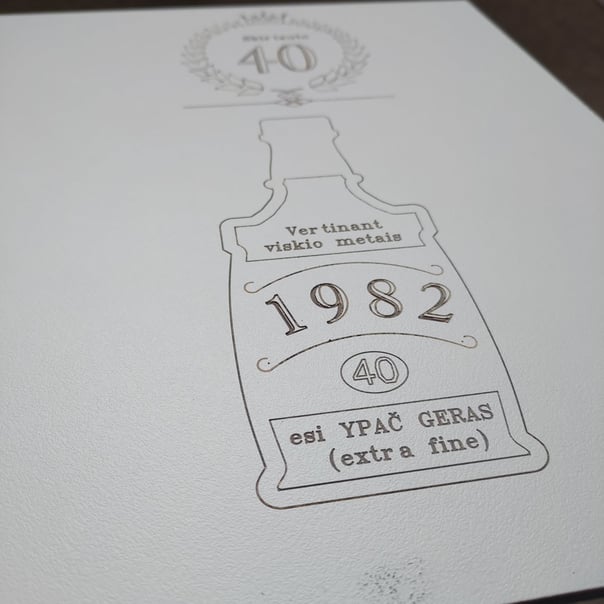 40
Vertinant
viskio metais
1982
40
esi YPAČ GERAS
(extra fine)